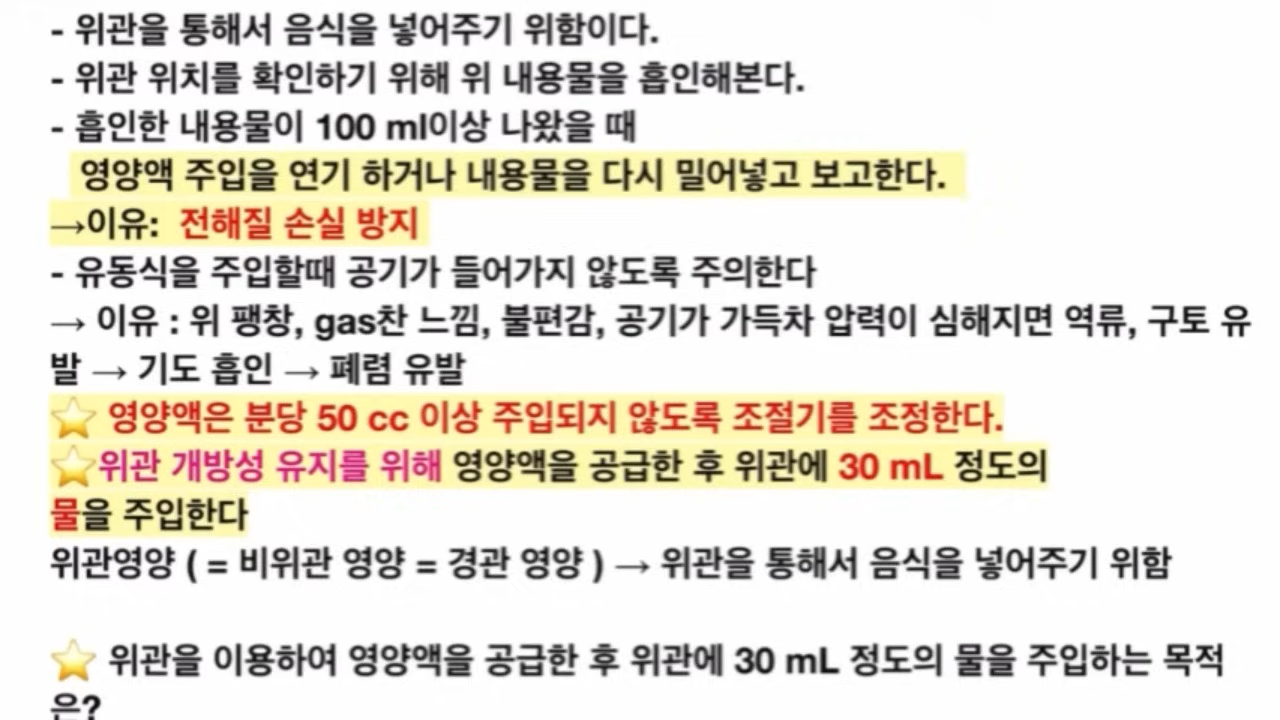 - 위관을 통해서 음식을 넣어주기 위함이다.
- 위관 위치를 확인하기 위해 위 내용물을 흡인해본다.
- 흡인한 내용물이 100 ml이상 나왔을 때
영양액 주입을 연기 하거나 내용물을 다시 밀어넣고 보고한다.
→이유: 전해질 손실 방지
- 유동식을 주입할때 공기가 들어가지 않도록 주의한다
→ 이유 : 위 팽창, gas찬 느낌, 불편감, 공기가 가득차 압력이 심해지면 역류, 구토 유
발 → 기도 흡인 → 폐렴 유발
⭐ 영양액은 분당 50 cc 이상 주입되지 않도록 조절기를 조정한다.
⭐위관 개방성 유지를 위해 영양액을 공급한 후 위관에 30 mL 정도의
물을 주입한다
위관영양 ( = 비위관 영양 = 경관 영양 ) → 위관을 통해서 음식을 넣어주기 위함
⭐ 위관을 이용하여 영양액을 공급한 후 위관에 30 mL 정도의 물을 주입하는 목적
은?